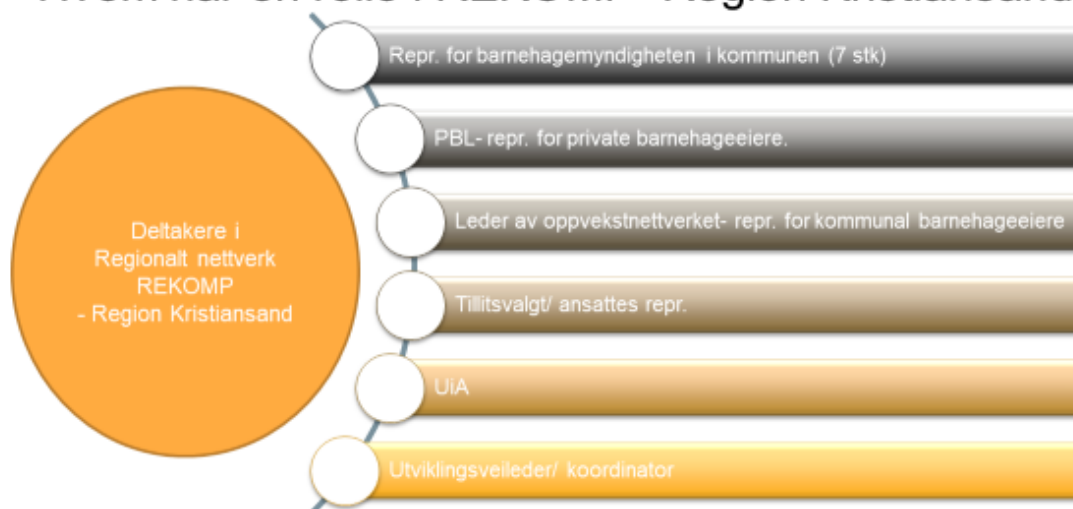 Deltakere i
Regionalt nettverk
REKOMP
- Region Kristiansand
Repr. for barnehagemyndigheten i kommunen (7 stk)
PBL- repr. for private barnehageeiere.
Leder av oppvekstnettverket- repr. for kommunal barnehageeiere
Tillitsvalgt/ ansattes repr.
UiA
Utviklingsveileder/ koordinator